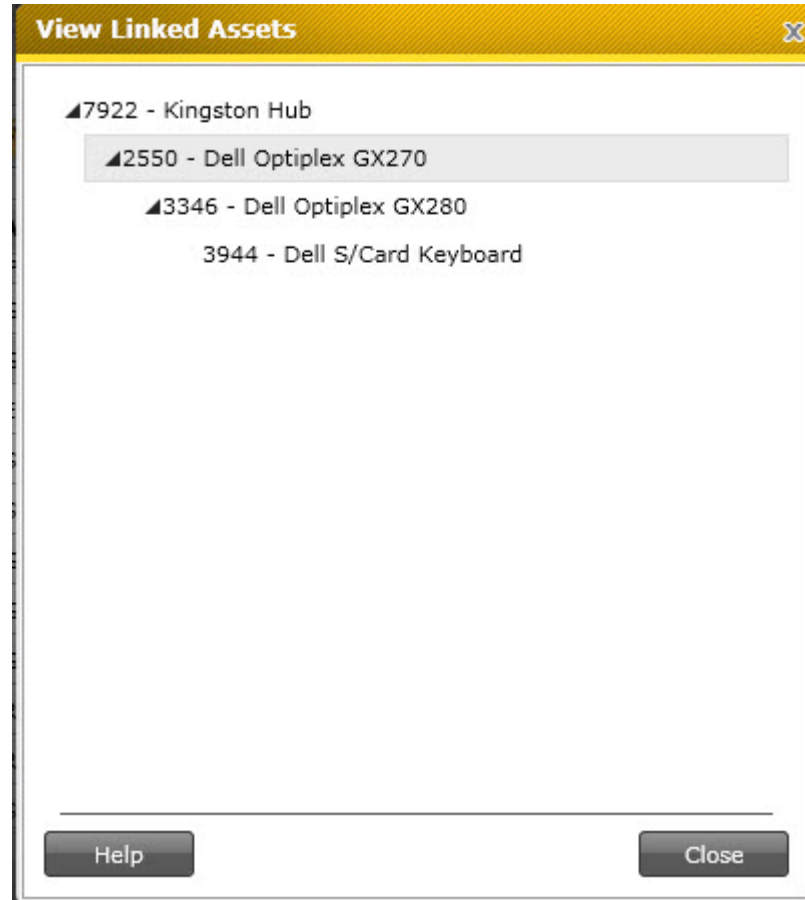 View Linked Assets
7922 - Kingston Hub
2550 - Dell Optiplex GX270
3346 - Dell Optiplex GX280
3944 - Dell S/Card Keyboard
Help
Close